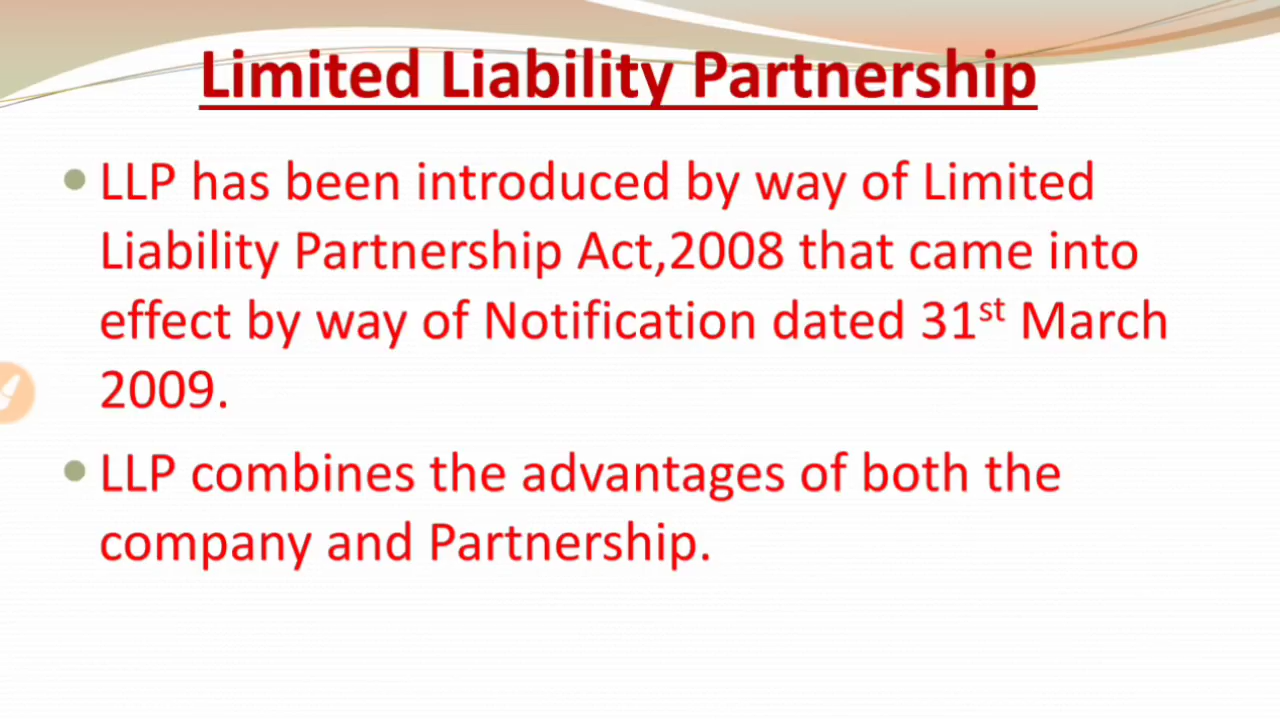 Limited Liability Partnership
LLP has been introduced by way of Limited
Liability Partnership Act,2008 that came into
effect by way of Notification dated 31st March
2009.
LLP combines the advantages of both the
company and Partnership.